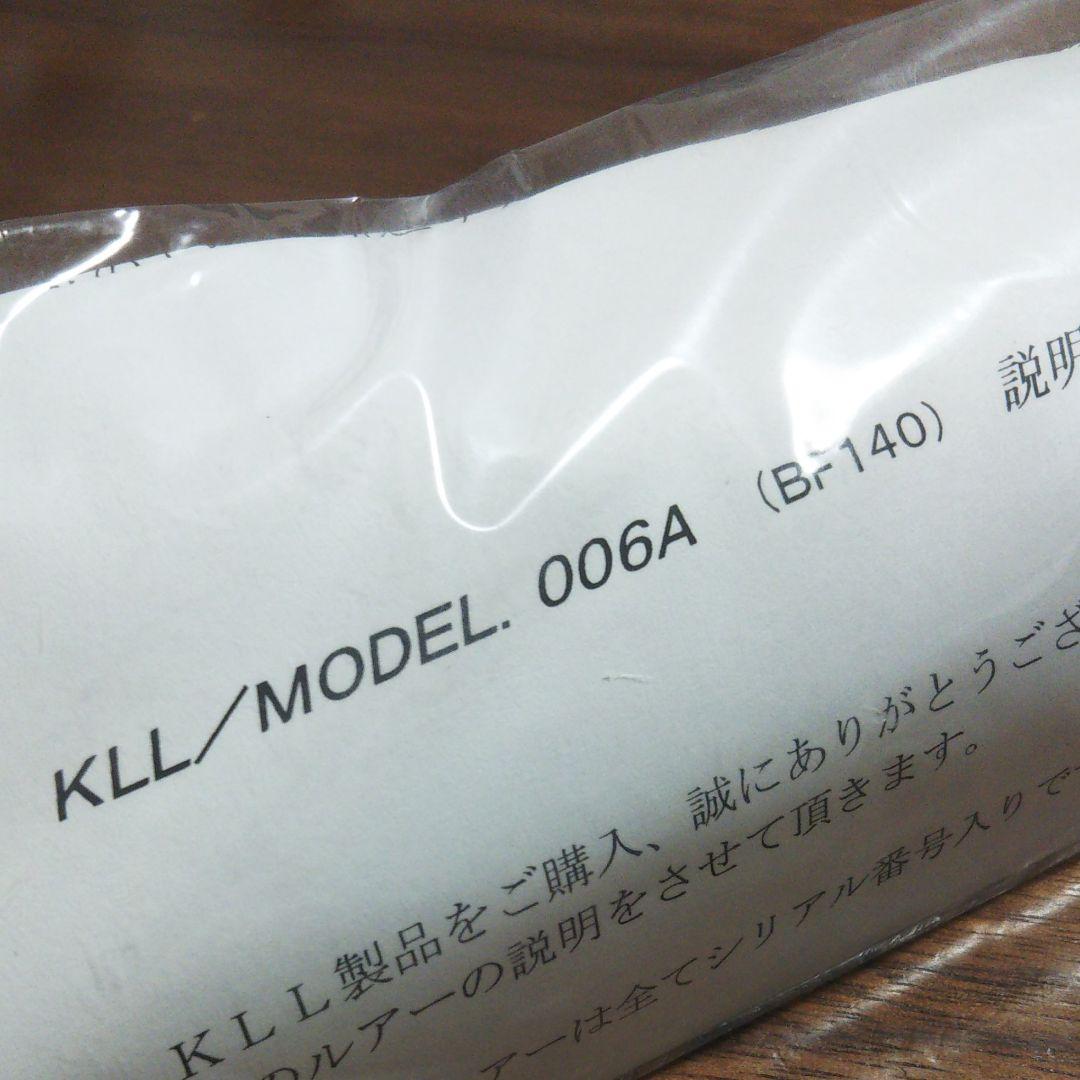 KLL／MODEL. 006A （BF140） 説明
KLL製品をご購入、誠にありがとうござ
のルアーの説明をさせて頂きます。
アーは全てシリアル番号入りで